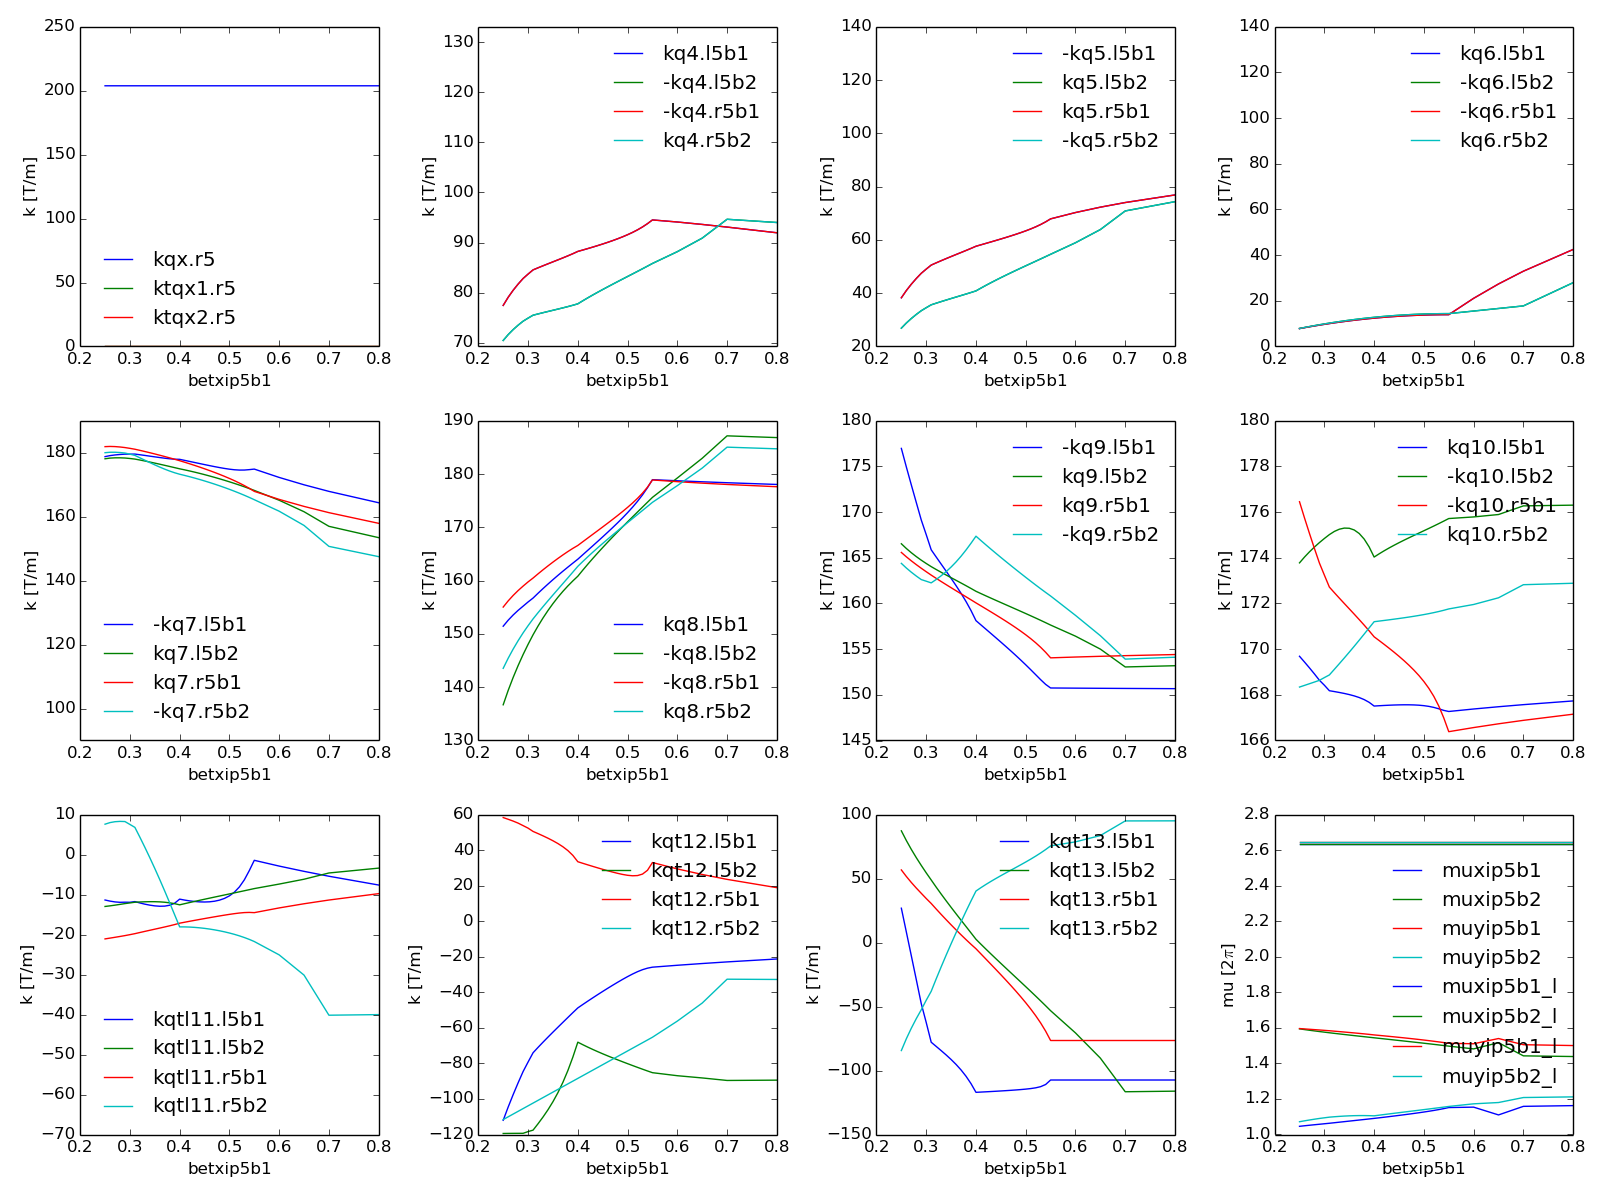 250
200
150
100
50
0
k [T/m]
kqx.r5
ktqx1.r5
ktqx2.r5
0.2 0.3 0.4 0.5 0.6 0.7 0.8
betxip5b1
130
120
110
100
90
80
70
k [T/m]
kq4.l5b1
-kq4.l5b2
-kq4.r5b1
kq4.r5b2
0.2 0.3 0.4 0.5 0.6 0.7 0.8
betxip5b1
140
120
100
80
60
40
20
k [T/m]
-kq5.l5b1
kq5.l5b2
kq5.r5b1
-kq5.r5b2
0.2 0.3 0.4 0.5 0.6 0.7 0.8
betxip5b1
140
120
100
80
60
40
20
0
k [T/m]
kq6.l5b1
-kq6.l5b2
-kq6.r5b1
kq6.r5b2
0.2 0.3 0.4 0.5 0.6 0.7 0.8
betxip5b1
180
160
140
120
100
k [T/m]
-kq7.l5b1
kq7.l5b2
kq7.r5b1
-kq7.r5b2
0.2 0.3 0.4 0.5 0.6 0.7 0.8
betxip5b1
190
180
170
160
150
140
130
k [T/m]
kq8.l5b1
-kq8.l5b2
-kq8.r5b1
kq8.r5b2
0.2 0.3 0.4 0.5 0.6 0.7 0.8
betxip5b1
180
175
170
165
160
155
150
145
k [T/m]
-kq9.l5b1
kq9.l5b2
kq9.r5b1
-kq9.r5b2
0.2 0.3 0.4 0.5 0.6 0.7 0.8
betxip5b1
180
178
176
174
172
170
168
166
k [T/m]
kq10.l5b1
-kq10.l5b2
-kq10.r5b1
kq10.r5b2
0.2 0.3 0.4 0.5 0.6 0.7 0.8
betxip5b1
10
0
−10
−20
−30
−40
−50
−60
−70
k [T/m]
kqtl11.l5b1
kqtl11.l5b2
kqtl11.r5b1
kqtl11.r5b2
0.2 0.3 0.4 0.5 0.6 0.7 0.8
betxip5b1
60
40
20
0
−20
−40
−60
−80
−100
−120
k [T/m]
kqt12.l5b1
kqt12.l5b2
kqt12.r5b1
kqt12.r5b2
0.2 0.3 0.4 0.5 0.6 0.7 0.8
betxip5b1
100
50
0
−50
−100
−150
k [T/m]
kqt13.l5b1
kqt13.l5b2
kqt13.r5b1
kqt13.r5b2
0.2 0.3 0.4 0.5 0.6 0.7 0.8
betxip5b1
2.8
2.6
2.4
2.2
2.0
1.8
1.6
1.4
1.2
1.0
mu [2π]
muxip5b1
muxip5b2
muyip5b1
muyip5b2
muxip5b1_l
muxip5b2_l
muyip5b1_l
muyip5b2_l
0.2 0.3 0.4 0.5 0.6 0.7 0.8
betxip5b1